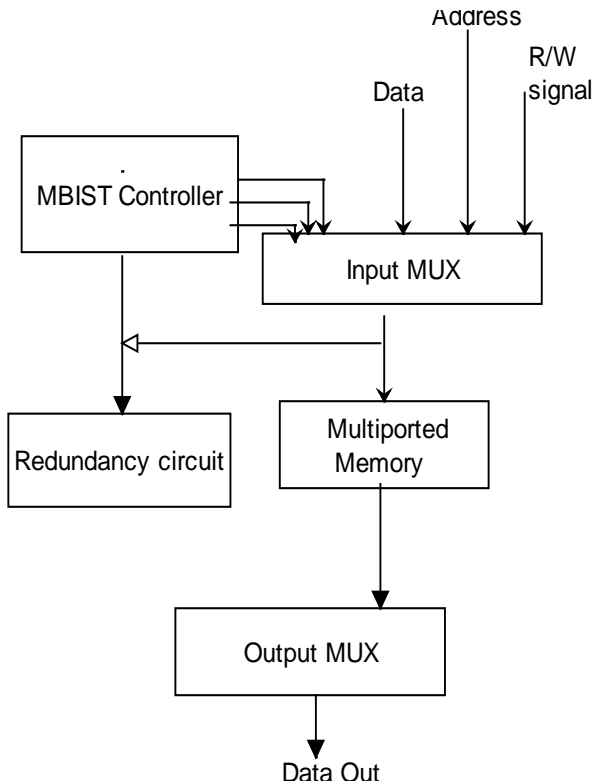 Address
R/W
signal
Data
MBIST Controller
Input MUX
Multiported
Memory
Redundancy circuit
Output MUX
Data Out